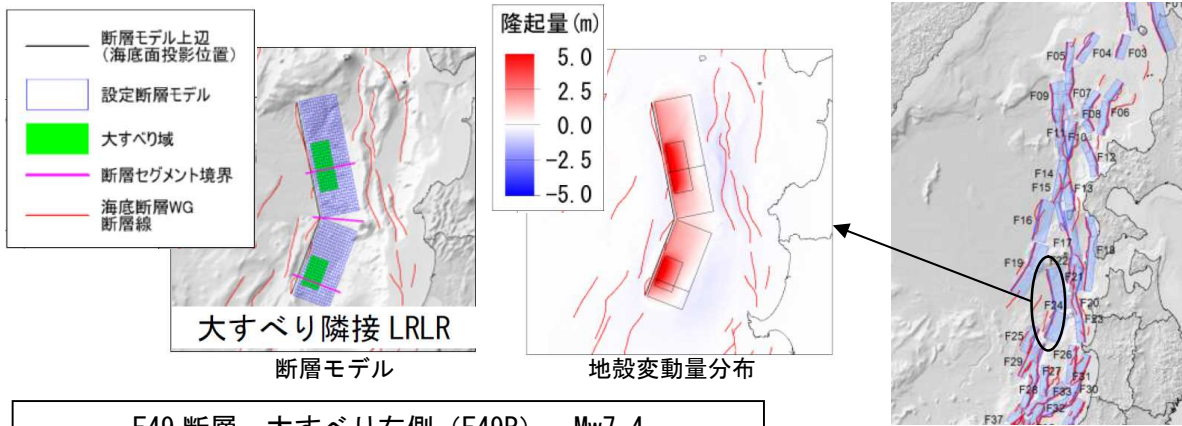 断層モデル上辺
(海底面投影位置)
設定断層モデル
大すべり域
断層セグメント境界
海底断層WG
断層線
大すべり隣接 LRLR
断層モデル
隆起量(m)
5.0
2.5
0.0
-2.5
-5.0
地殻変動量分布
F03
F04
F05
F09
F07
F08
F06
F11
F10
F12
F14
F15
F13
F16
F17
F18
F19
F22
F21
F24
F20
F23
F25
F26
F29
F27
F31
F28
F33
F30
F32
F37